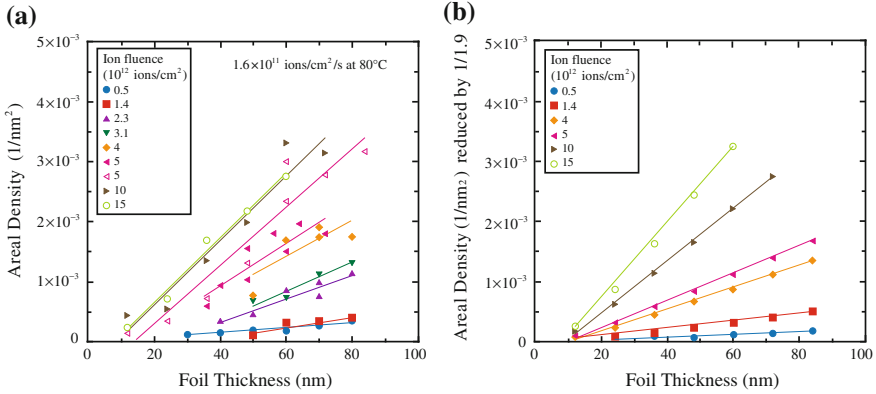 (a)
5×10⁻³
4×10⁻³
3×10⁻³
2×10⁻³
1×10⁻³
0
Areal Density (1/nm²)
Ion fluence
(10¹² ions/cm²)
0.5
1.4
2.3
3.1
4
5
5
10
15
1.6×10¹¹ ions/cm²/s at 80°C
0 20 40 60 80 100
Foil Thickness (nm)
(b)
5×10⁻³
4×10⁻³
3×10⁻³
2×10⁻³
1×10⁻³
0
Areal Density (1/nm2) reduced by 1/1.9
Ion fluence
(10¹² ions/cm²)
0.5
1.4
4
5
10
15
0 20 40 60 80 100
Foil Thickness (nm)